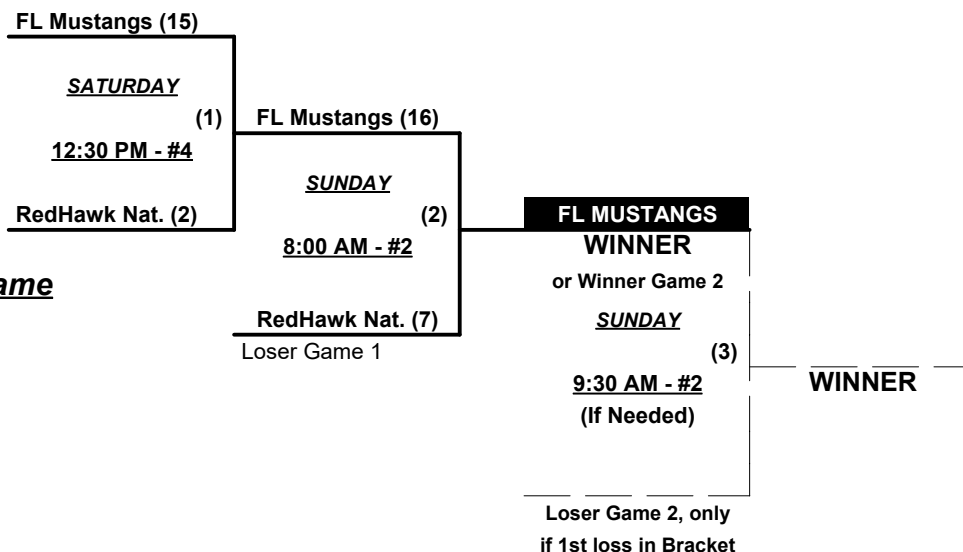 FL Mustangs (15)
SATURDAY
(1)
12:30 PM - #4
RedHawk Nat. (2)
FL Mustangs (16)
SUNDAY
(2)
8:00 AM - #2
RedHawk Nat. (7)
Loser Game 1
FL MUSTANGS
WINNER
or Winner Game 2
SUNDAY
(3)
9:30 AM - #2
(If Needed)
Loser Game 2, only
if 1st loss in Bracket
WINNER